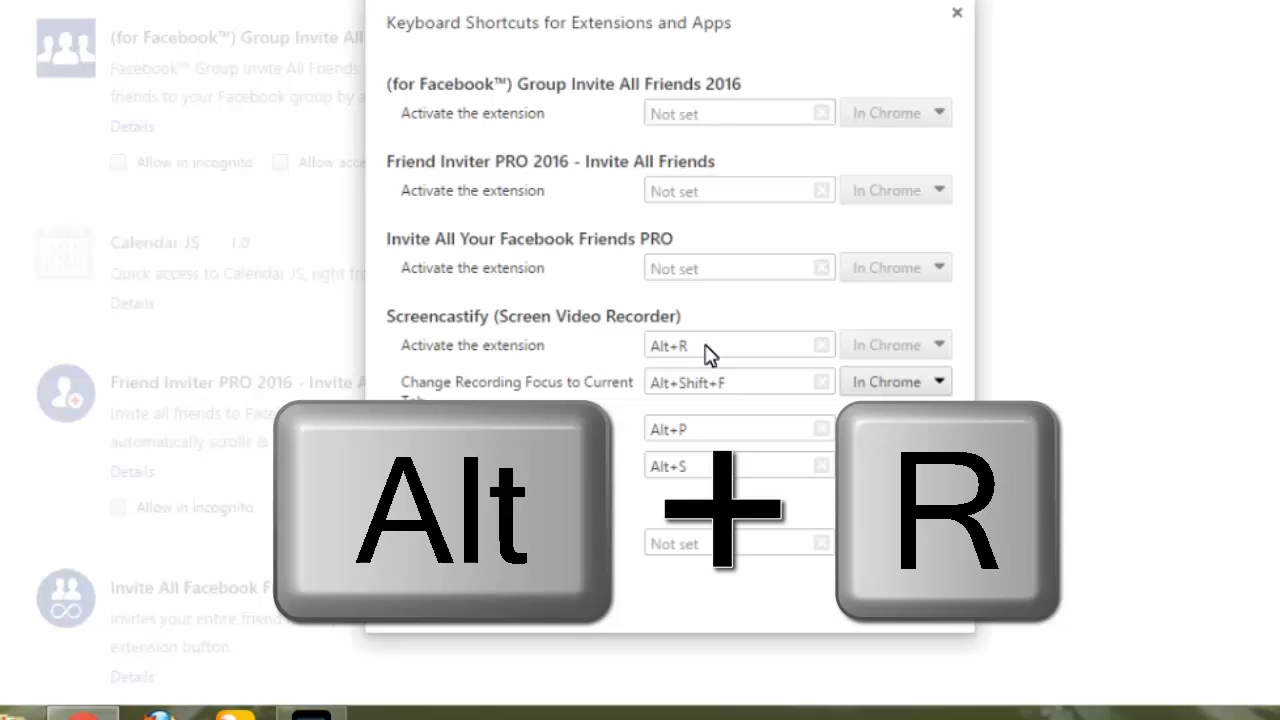 Keyboard Shortcuts for Extensions and Apps
(for Facebook™) Group Invite All Friends 2016
Activate the extension Not set In Chrome
Friend Inviter PRO 2016 - Invite All Friends
Activate the extension Not set In Chrome
Invite All Your Facebook Friends PRO
Activate the extension Not set In Chrome
Screencastify (Screen Video Recorder)
Activate the extension Alt+R In Chrome
Change Recording Focus to Current Alt+Shift+F In Chrome
Alt+P
Alt+S
Not set
Alt + R
(for Facebook™) Group Invite All
Facebook™ Group Invite All Friends
friends to your Facebook group by
Details
Allow in incognito Allow
Calendar JS 1.0
Quick access to Calendar JS, right
Details
Friend Inviter PRO 2016 - Invite
Invite all friends to
automatically scrolls &
Details
Allow in incognito
Invite All Facebook
Invites your entire friend
extension button.
Details